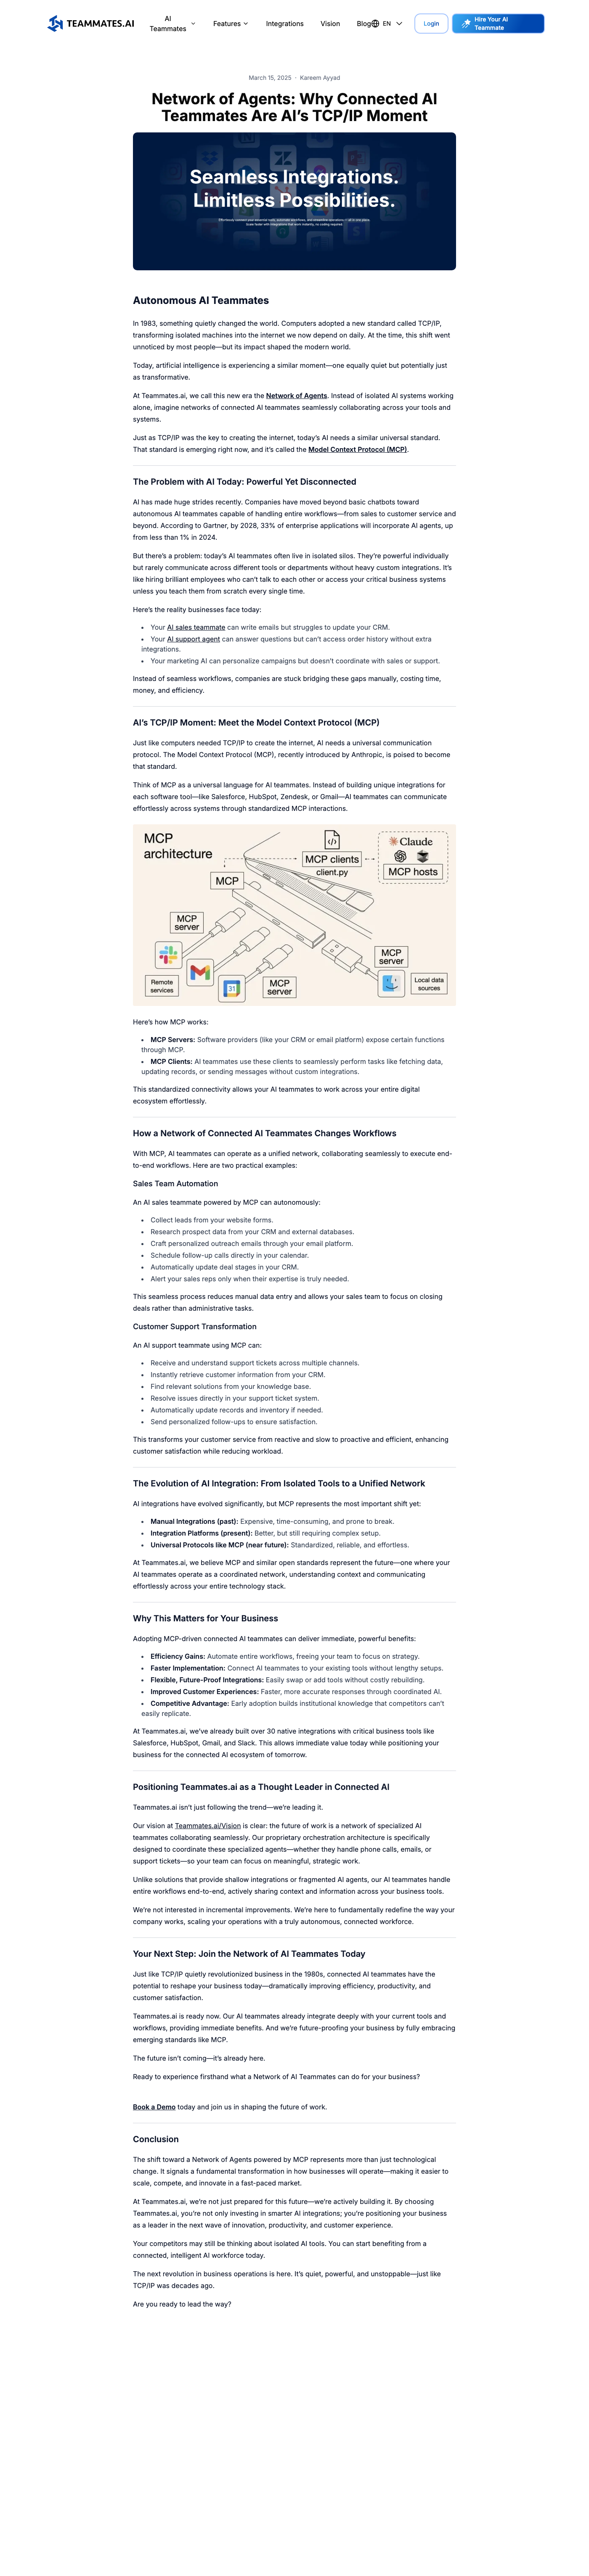 TEAMMATES.AI
AI
Teammates
Features
Integrations
Vision
Blog
EN
Login
Hire Your AI
Teammate
March 15, 2025 · Kareem Ayyad
Network of Agents: Why Connected AI
Teammates Are AI’s TCP/IP Moment
Seamless Integrations.
Limitless Possibilities.
Autonomous AI Teammates
In 1983, something quietly changed the world. Computers adopted a new standard called TCP/IP,
transforming isolated machines into the internet we now depend on daily. At the time, this shift went
unnoticed by most people—but its impact shaped the modern world.
Today, artificial intelligence is experiencing a similar moment—one equally quiet but potentially just
as transformative.
At Teammates.ai, we call this new era the Network of Agents. Instead of isolated AI systems working
alone, imagine networks of connected AI teammates seamlessly collaborating across your tools and
systems.
Just as TCP/IP was the key to creating the internet, today’s AI needs a similar universal standard.
That standard is emerging right now, and it’s called the Model Context Protocol (MCP).
The Problem with AI Today: Powerful Yet Disconnected
AI has made huge strides recently. Companies have moved beyond basic chatbots toward
autonomous AI teammates capable of handling entire workflows—from sales to customer service and
beyond. According to Gartner, by 2028, 33% of enterprise applications will incorporate AI agents, up
from less than 1% in 2024.
But there’s a problem: today’s AI teammates often live in isolated silos. They’re powerful individually
but rarely communicate across different tools or departments without heavy custom integrations. It’s
like hiring brilliant employees who can’t talk to each other or access your critical business systems
unless you teach them from scratch every single time.
Here’s the reality businesses face today:
• Your AI sales teammate can write emails but struggles to update your CRM.
• Your AI support agent can answer questions but can’t access order history without extra
integrations.
• Your marketing AI can personalize campaigns but doesn’t coordinate with sales or support.
Instead of seamless workflows, companies are stuck bridging these gaps manually, costing time,
money, and efficiency.
AI’s TCP/IP Moment: Meet the Model Context Protocol (MCP)
Just like computers needed TCP/IP to create the internet, AI needs a universal communication
protocol. The Model Context Protocol (MCP), recently introduced by Anthropic, is poised to become
that standard.
Think of MCP as a universal language for AI teammates. Instead of building unique integrations for
each software tool—like Salesforce, HubSpot, Zendesk, or Gmail—AI teammates can communicate
effortlessly across systems through standardized MCP interactions.
MCP
architecture
MCP clients
client.py
Claude
MCP hosts
MCP
MCP
server
31
Remote
services
MCP
server
MCP
server
Local data
sources
Here’s how MCP works:
• MCP Servers: Software providers (like your CRM or email platform) expose certain functions
through MCP.
• MCP Clients: AI teammates use these clients to seamlessly perform tasks like fetching data,
updating records, or sending messages without custom integrations.
This standardized connectivity allows your AI teammates to work across your entire digital
ecosystem effortlessly.
How a Network of Connected AI Teammates Changes Workflows
With MCP, AI teammates can operate as a unified network, collaborating seamlessly to execute end-
to-end workflows. Here are two practical examples:
Sales Team Automation
An AI sales teammate powered by MCP can autonomously:
• Collect leads from your website forms.
• Research prospect data from your CRM and external databases.
• Craft personalized outreach emails through your email platform.
• Schedule follow-up calls directly in your calendar.
• Automatically update deal stages in your CRM.
• Alert your sales reps only when their expertise is truly needed.
This seamless process reduces manual data entry and allows your sales team to focus on closing
deals rather than administrative tasks.
Customer Support Transformation
An AI support teammate using MCP can:
• Receive and understand support tickets across multiple channels.
• Instantly retrieve customer information from your CRM.
• Find relevant solutions from your knowledge base.
• Resolve issues directly in your support ticket system.
• Automatically update records and inventory if needed.
• Send personalized follow-ups to ensure satisfaction.
This transforms your customer service from reactive and slow to proactive and efficient, enhancing
customer satisfaction while reducing workload.
The Evolution of AI Integration: From Isolated Tools to a Unified Network
AI integrations have evolved significantly, but MCP represents the most important shift yet:
• Manual Integrations (past): Expensive, time-consuming, and prone to break.
• Integration Platforms (present): Better, but still requiring complex setup.
• Universal Protocols like MCP (near future): Standardized, reliable, and effortless.
At Teammates.ai, we believe MCP and similar open standards represent the future—one where your
AI teammates operate as a coordinated network, understanding context and communicating
effortlessly across your entire technology stack.
Why This Matters for Your Business
Adopting MCP-driven connected AI teammates can deliver immediate, powerful benefits:
• Efficiency Gains: Automate entire workflows, freeing your team to focus on strategy.
• Faster Implementation: Connect AI teammates to your existing tools without lengthy setups.
• Flexible, Future-Proof Integrations: Easily swap or add tools without costly rebuilding.
• Improved Customer Experiences: Faster, more accurate responses through coordinated AI.
• Competitive Advantage: Early adoption builds institutional knowledge that competitors can’t
easily replicate.
At Teammates.ai, we’ve already built over 30 native integrations with critical business tools like
Salesforce, HubSpot, Gmail, and Slack. This allows immediate value today while positioning your
business for the connected AI ecosystem of tomorrow.
Positioning Teammates.ai as a Thought Leader in Connected AI
Teammates.ai isn’t just following the trend—we’re leading it.
Our vision at Teammates.ai/Vision is clear: the future of work is a network of specialized AI
teammates collaborating seamlessly. Our proprietary orchestration architecture is specifically
designed to coordinate these specialized agents—whether they handle phone calls, emails, or
support tickets—so your team can focus on meaningful, strategic work.
Unlike solutions that provide shallow integrations or fragmented AI agents, our AI teammates handle
entire workflows end-to-end, actively sharing context and information across your business tools.
We’re not interested in incremental improvements. We’re here to fundamentally redefine the way your
company works, scaling your operations with a truly autonomous, connected workforce.
Your Next Step: Join the Network of AI Teammates Today
Just like TCP/IP quietly revolutionized business in the 1980s, connected AI teammates have the
potential to reshape your business today—dramatically improving efficiency, productivity, and
customer satisfaction.
Teammates.ai is ready now. Our AI teammates already integrate deeply with your current tools and
workflows, providing immediate benefits. And we’re future-proofing your business by fully embracing
emerging standards like MCP.
The future isn’t coming—it’s already here.
Ready to experience firsthand what a Network of AI Teammates can do for your business?
Book a Demo today and join us in shaping the future of work.
Conclusion
The shift toward a Network of Agents powered by MCP represents more than just technological
change. It signals a fundamental transformation in how businesses will operate—making it easier to
scale, compete, and innovate in a fast-paced market.
At Teammates.ai, we’re not just prepared for this future—we’re actively building it. By choosing
Teammates.ai, you’re not only investing in smarter AI integrations; you’re positioning your business
as a leader in the next wave of innovation, productivity, and customer experience.
Your competitors may still be thinking about isolated AI tools. You can start benefiting from a
connected, intelligent AI workforce today.
The next revolution in business operations is here. It’s quiet, powerful, and unstoppable—just like
TCP/IP was decades ago.
Are you ready to lead the way?